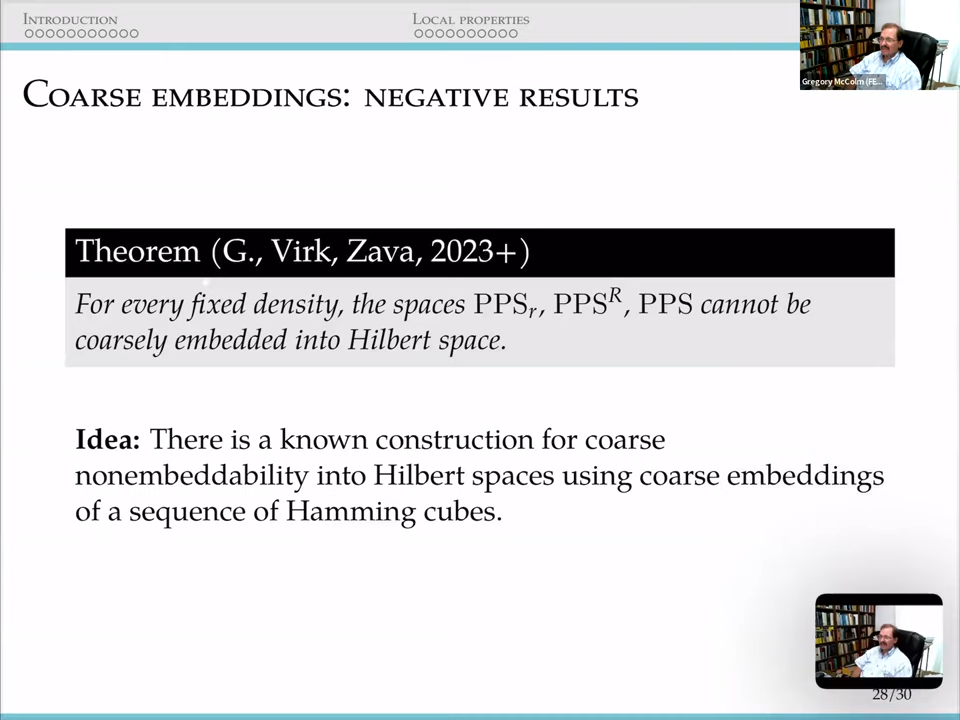 Introduction
Local properties
Gregory McColm (FE...
Coarse embeddings: negative results
Theorem (G., Virk, Zava, 2023+)
For every fixed density, the spaces PPS_r, PPS^R, PPS cannot be
coarsely embedded into Hilbert space.
Idea: There is a known construction for coarse
nonembeddability into Hilbert spaces using coarse embeddings
of a sequence of Hamming cubes.
28/30